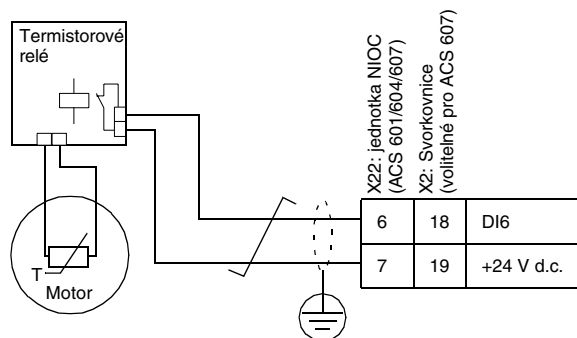 Termistorové
relé
X22: jednotka NIOC
(ACS 601/604/607)
X2: Svorkovnice
(volitelné pro ACS 607)
6 18 DI6
7 19 +24 V d.c.
T
Motor